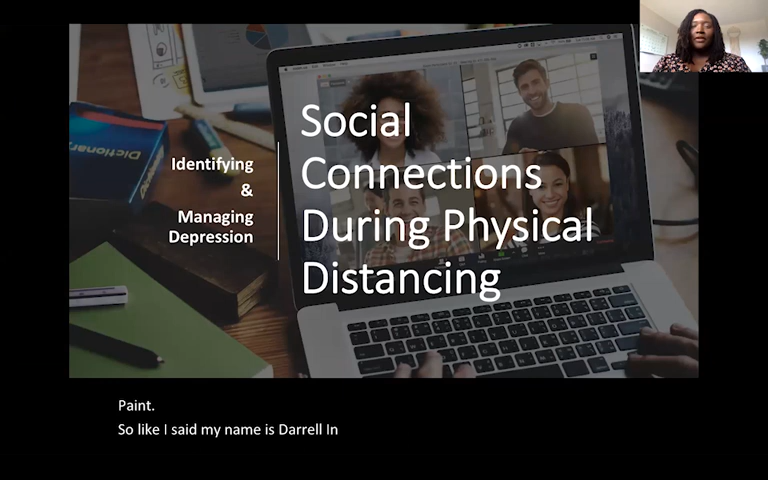 Identifying
&
Managing
Depression
Social
Connections
During Physical
Distancing
Dictionary
Paint.
So like I said my name is Darrell In